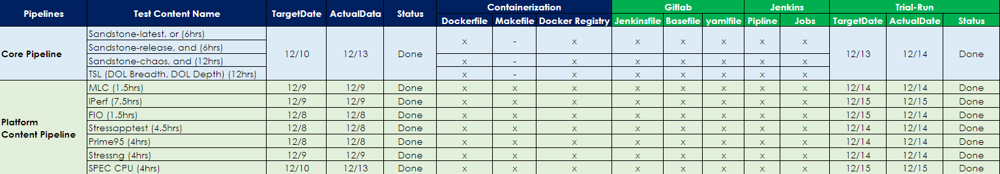 Pipelines Test Content Name TargetDate ActualData Status Containerization Gitlab Jenkins Trial-Run
Dockerfile Makefile Docker Registry Jenkinsfile Basefile yamlfile Pipline Jobs TargetDate ActualDate Status
Core Pipeline
Sandstone-latest, or (6hrs)
Sandstone-release, and (6hrs)
x - x x x x x x
Sandstone-chaos, and (12hrs) x - x x x x x x
12/10 12/13 Done 12/13 12/14 Done
TSL (DOL Breadth, DOL Depth) (12hrs) x - x x x x x x
Platform
Content Pipeline
MLC (1.5hrs) 12/9 12/9 Done x x x x x x x x 12/14 12/14 Done
iPerf (7.5hrs) 12/9 12/9 Done x x x x x x x x 12/15 12/15 Done
FIO (1.5hrs) 12/8 12/8 Done x x x x x x x x 12/15 12/14 Done
Stressapptest (4.5hrs) 12/8 12/8 Done x x x x x x x x 12/14 12/14 Done
Prime95 (4hrs) 12/8 12/8 Done x x x x x x x x 12/14 12/14 Done
Stressng (4hrs) 12/9 12/9 Done x x x x x x x x 12/14 12/14 Done
SPEC CPU (4hrs) 12/10 12/13 Done x x x x x x x x 12/15 12/15 Done